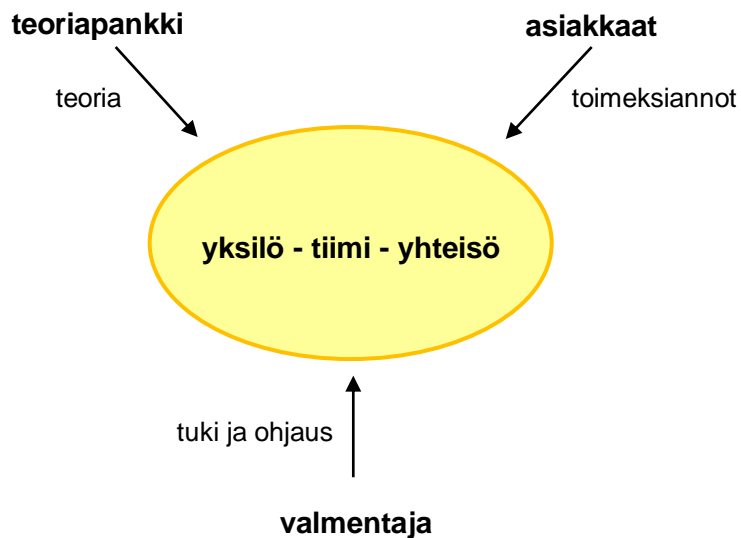 teoriapankki
asiakkaat
teoria
toimeksiannot
yksilö - tiimi - yhteisö
tuki ja ohjaus
valmentaja